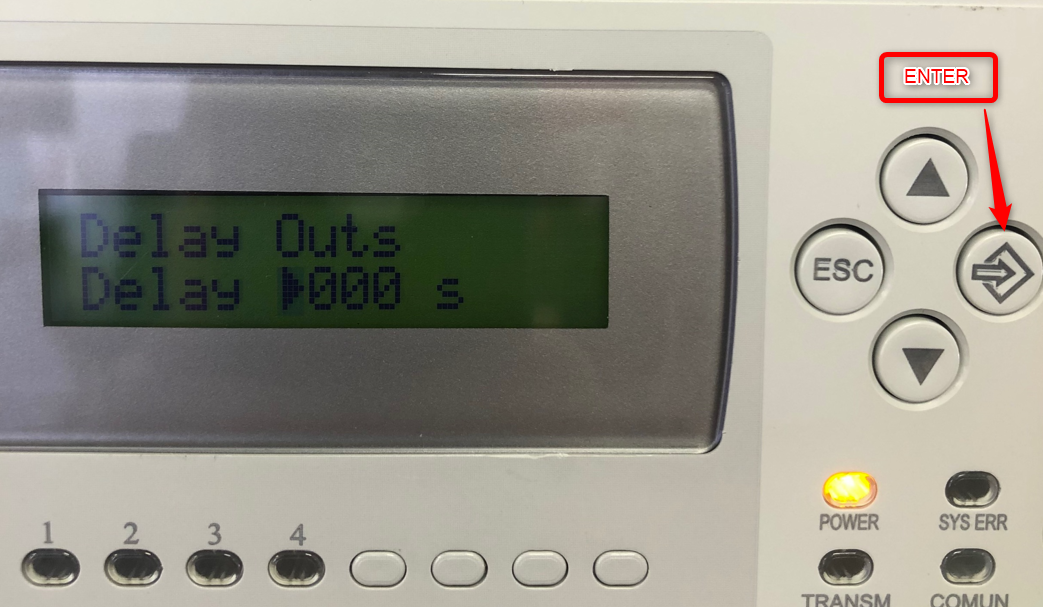 ENTER
Delay Outs
Delay 000 s
ESC
POWER
SYS ERR
1 2 3 4
TRANSM
COMUN